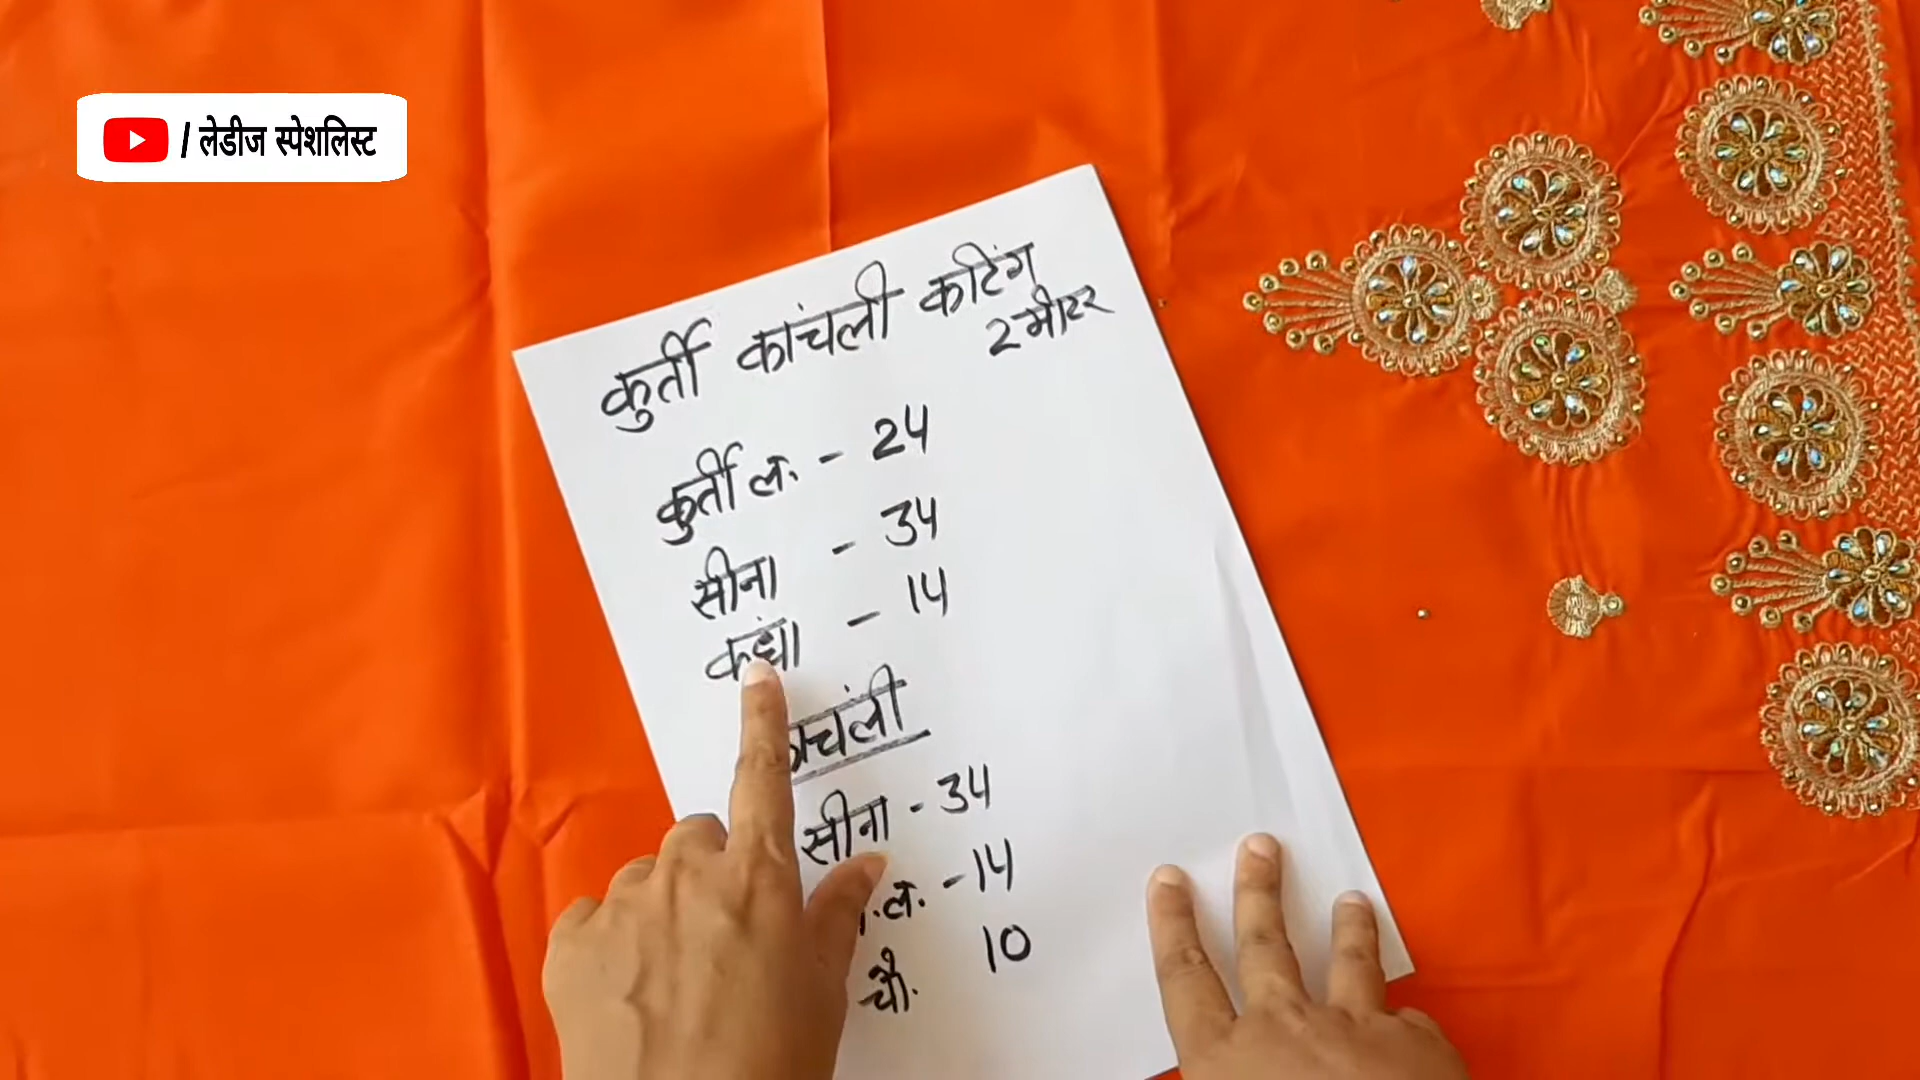 / लेडीज स्पेशलिस्ट
कुर्ती कांचली कटिंग
2 मीटर
कुर्ती ल. - 24
सीना - 34
कंधा - 14
सीना - 34
ल. - 14
चौ. 10